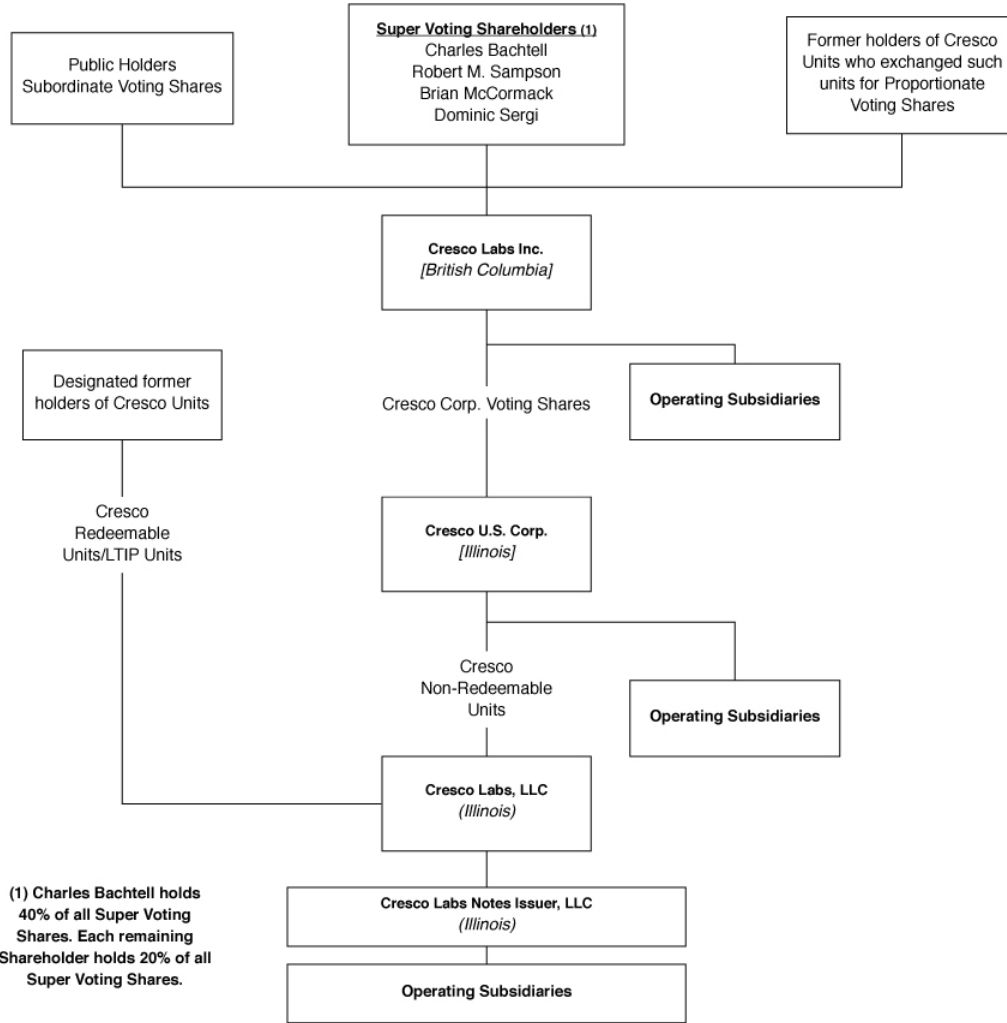 Public Holders
Subordinate Voting Shares
Super Voting Shareholders (1)
Charles Bachtell
Robert M. Sampson
Brian McCormack
Dominic Sergi
Former holders of Cresco
Units who exchanged such
units for Proportionate
Voting Shares
Cresco Labs Inc.
[British Columbia]
Designated former
holders of Cresco Units
Cresco Corp. Voting Shares
Operating Subsidiaries
Cresco
Redeemable
Units/LTIP Units
Cresco U.S. Corp.
[Illinois]
Cresco
Non-Redeemable
Units
Operating Subsidiaries
Cresco Labs, LLC
(Illinois)
(1) Charles Bachtell holds
40% of all Super Voting
Shares. Each remaining
Shareholder holds 20% of all
Super Voting Shares.
Cresco Labs Notes Issuer, LLC
(Illinois)
Operating Subsidiaries